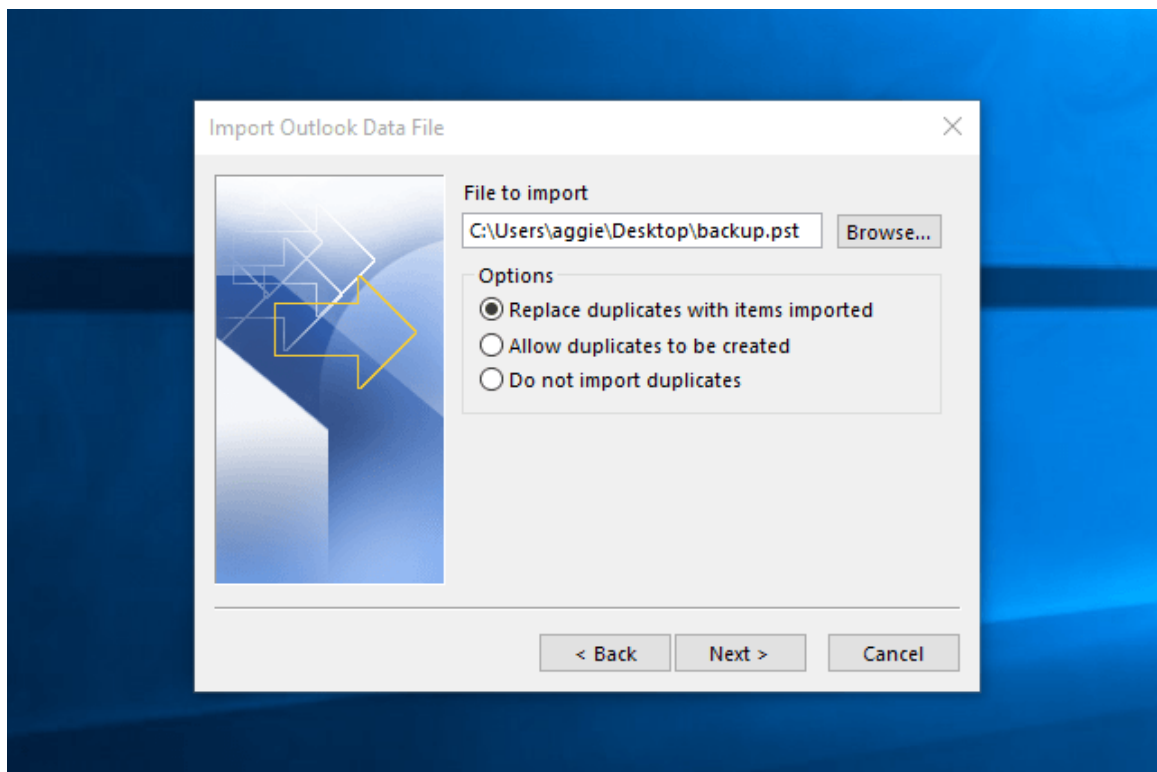 Import Outlook Data File
File to import
C:\Users\aggie\Desktop\backup.pst
Browse...
Options
Replace duplicates with items imported
Allow duplicates to be created
Do not import duplicates
< Back
Next >
Cancel